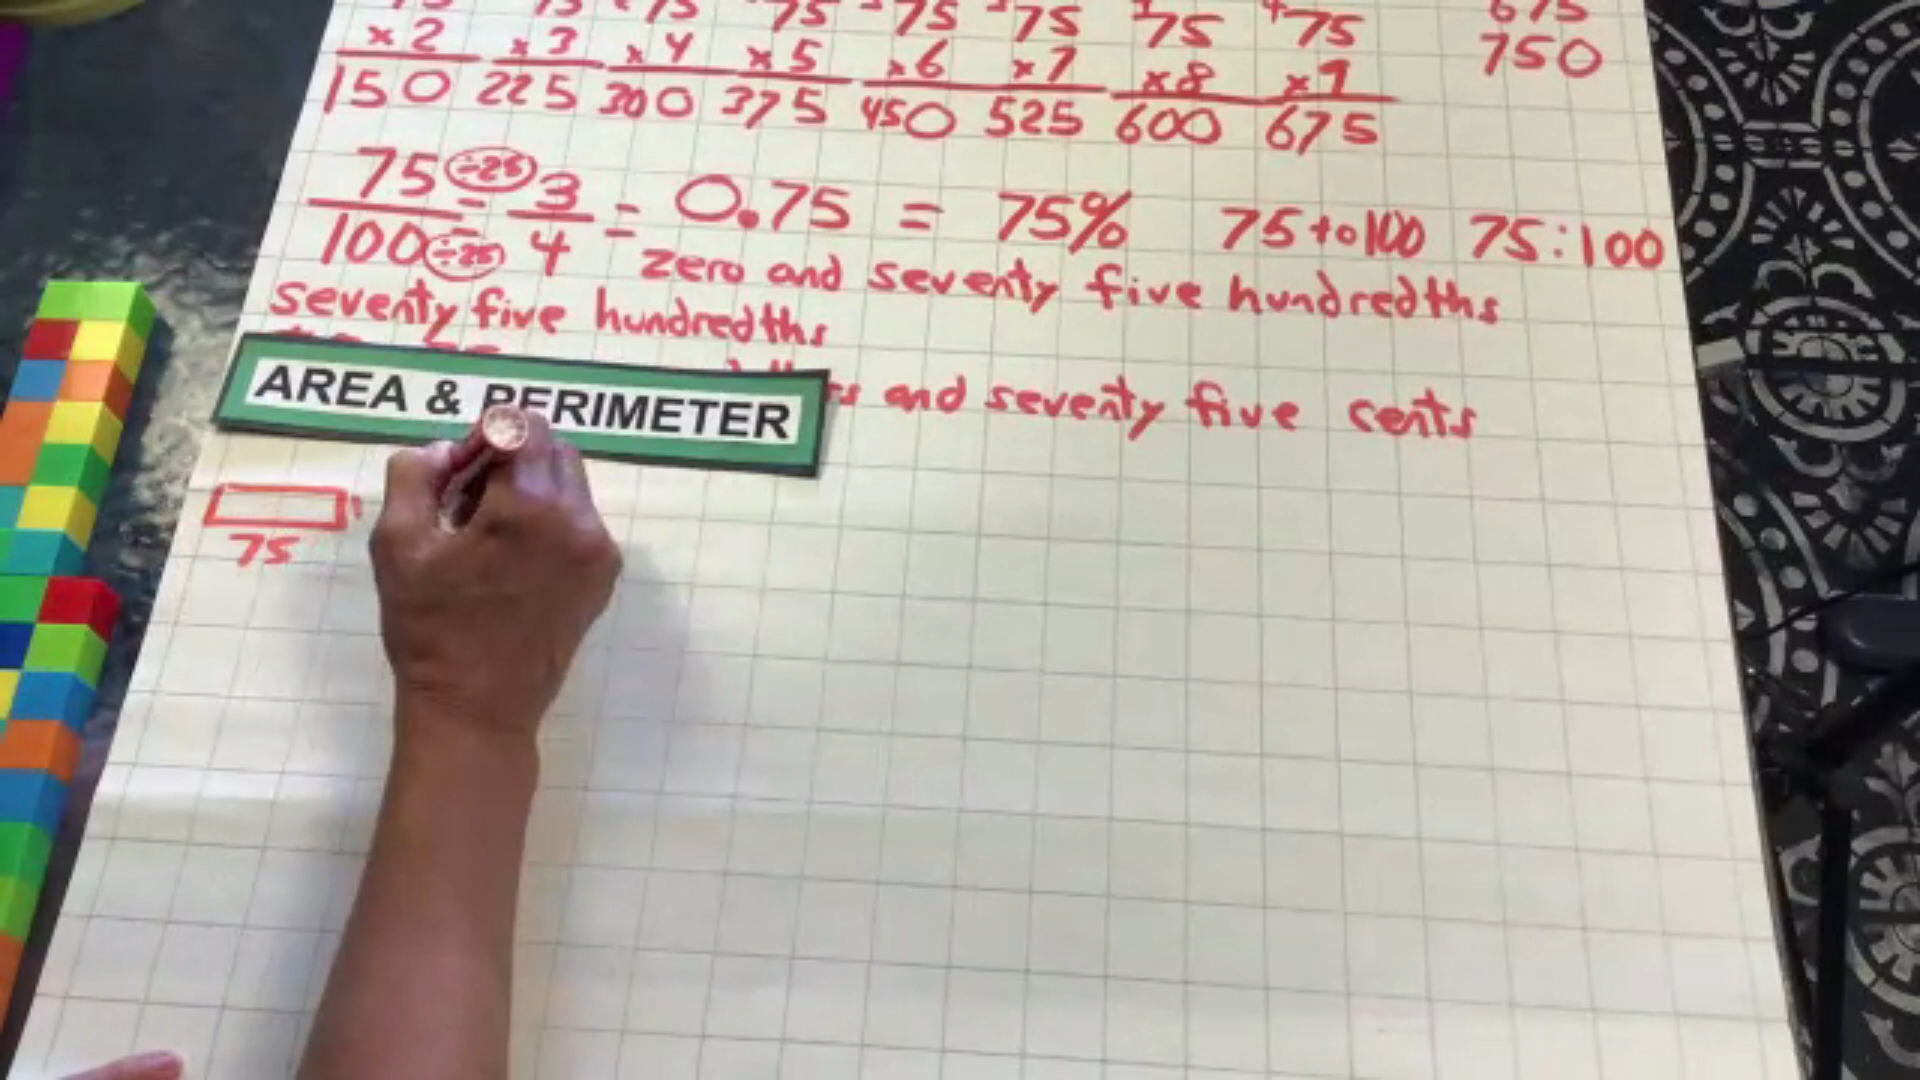 75 75 75 75 75 75 675
x2 x3 x4 x5 x6 x7 x8 x9 750
150 225 300 375 450 525 600 675
75 ÷25 = 3 = 0.75 = 75% 75 to 100 75:100
100 ÷25 4 zero and seventy five hundredths
seventy five hundredths
and seventy five cents
AREA & PERIMETER
75